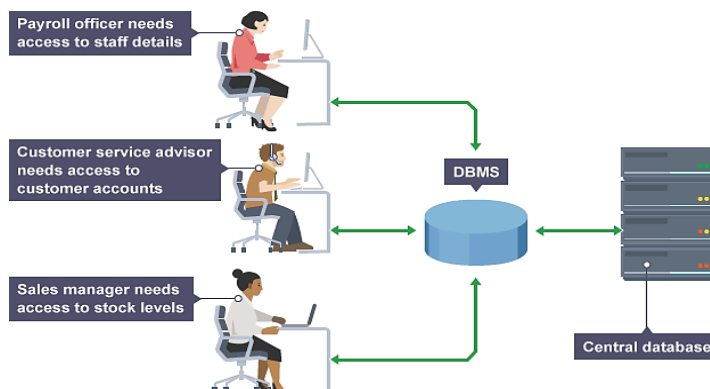 Payroll officer needs
access to staff details
Customer service advisor
needs access to
customer accounts
DBMS
Sales manager needs
access to stock levels
Central database